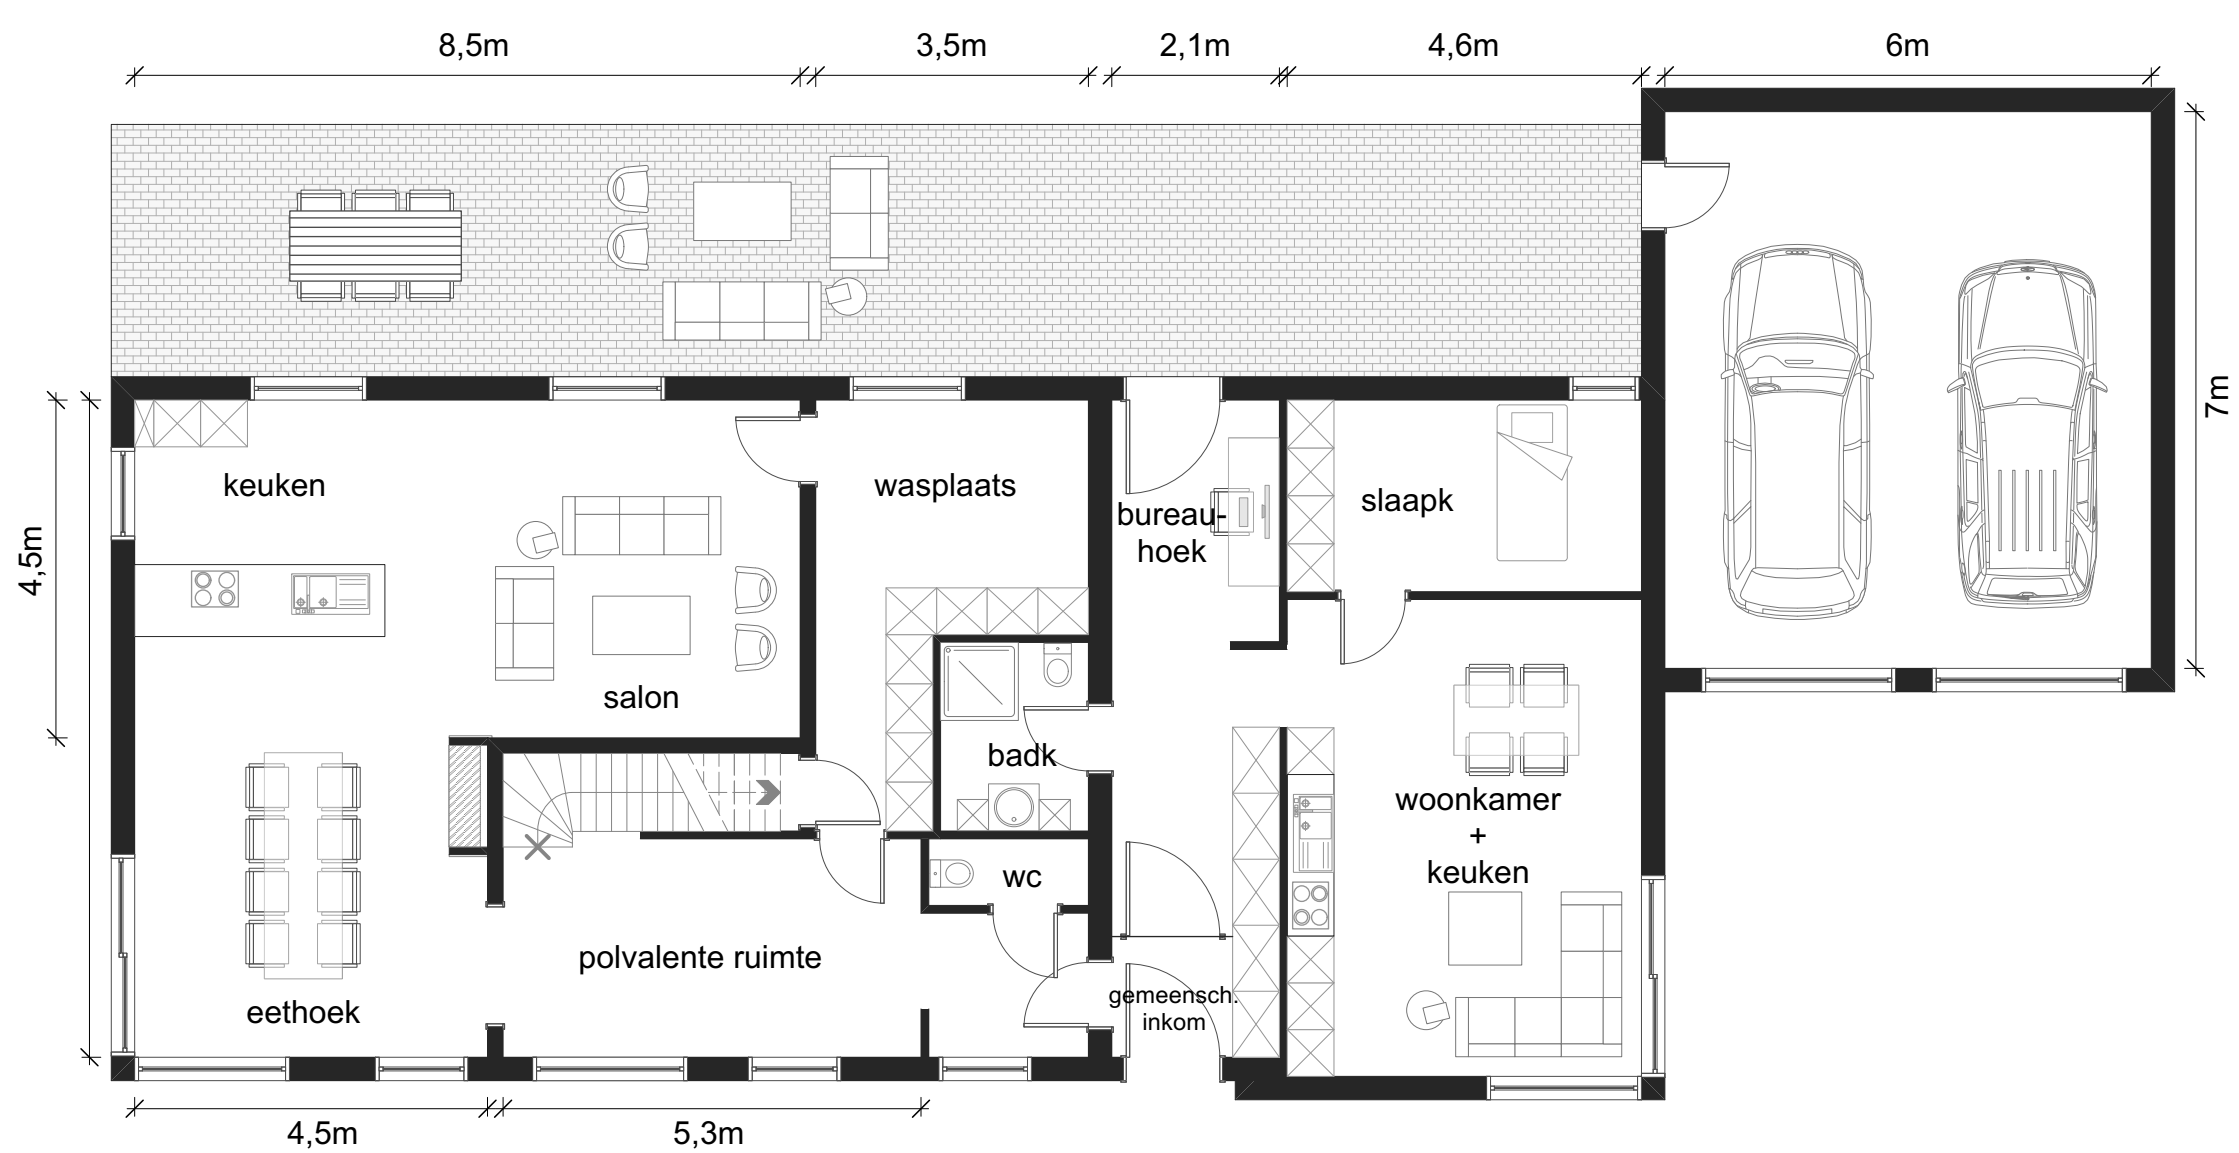 8,5m
3,5m
2,1m
4,6m
6m
7m
4,5m
keuken
wasplaats
bureau-
hoek
slaapk
salon
badk
woonkamer
+
keuken
wc
polvalente ruimte
eethoek
gemeensch.
inkom
4,5m
5,3m